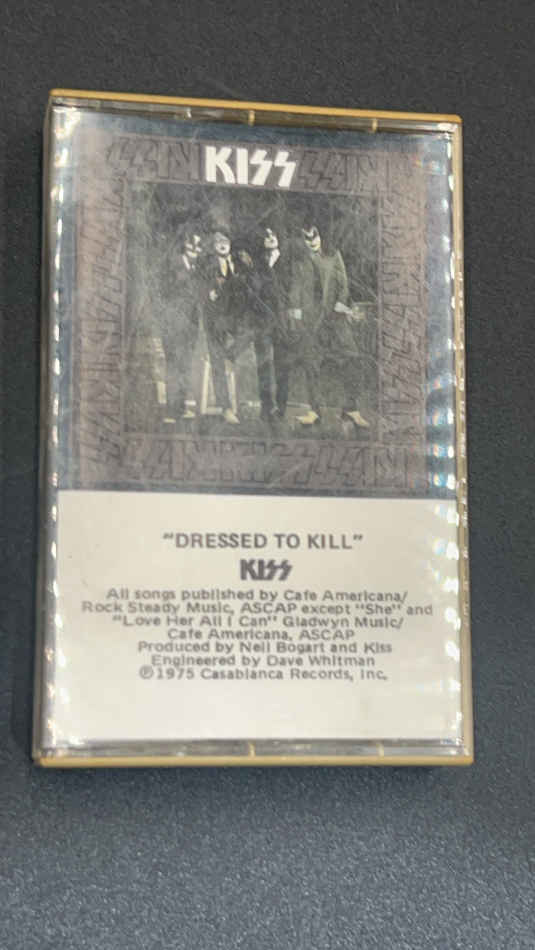 KISS
"DRESSED TO KILL"
KISS
All songs published by Cafe Americana/
Rock Steady Music, ASCAP except "She" and
"Love Her All I Can" Gladwyn Music/
Cafe Americana, ASCAP
Produced by Neil Bogart and Kiss
Engineered by Dave Whitman
℗1975 Casablanca Records, Inc.